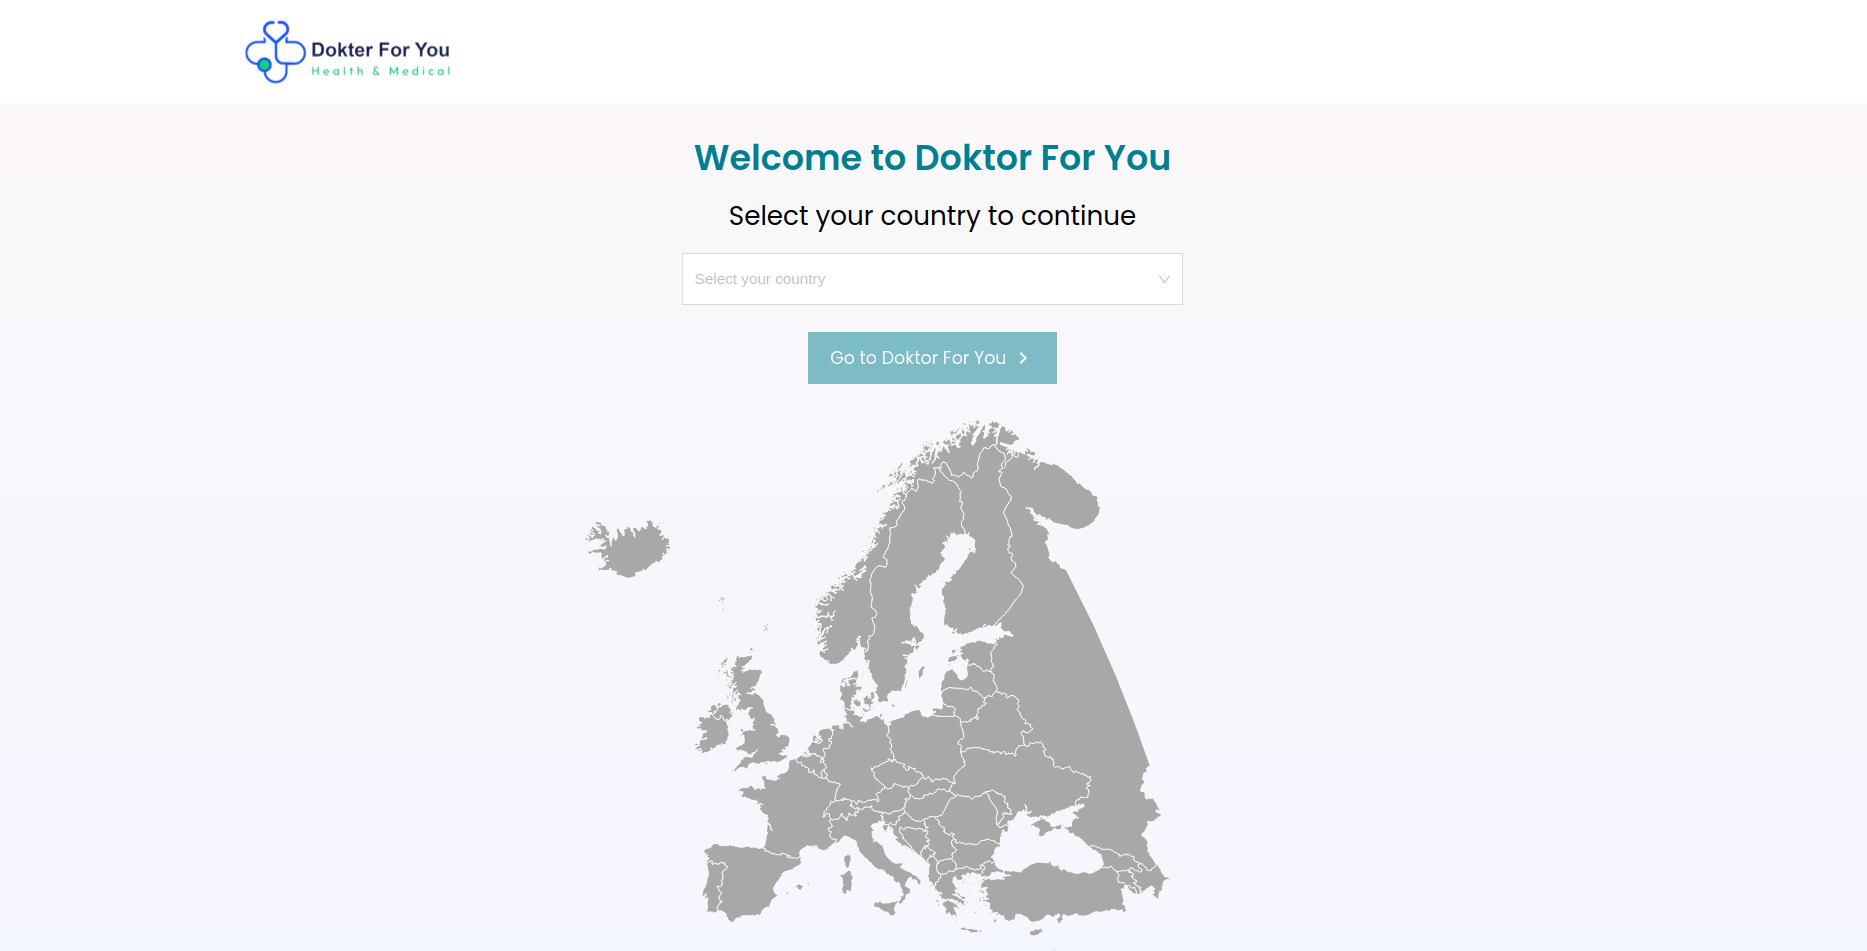 Dokter For You
Health & Medical
Welcome to Doktor For You
Select your country to continue
Select your country
Go to Doktor For You